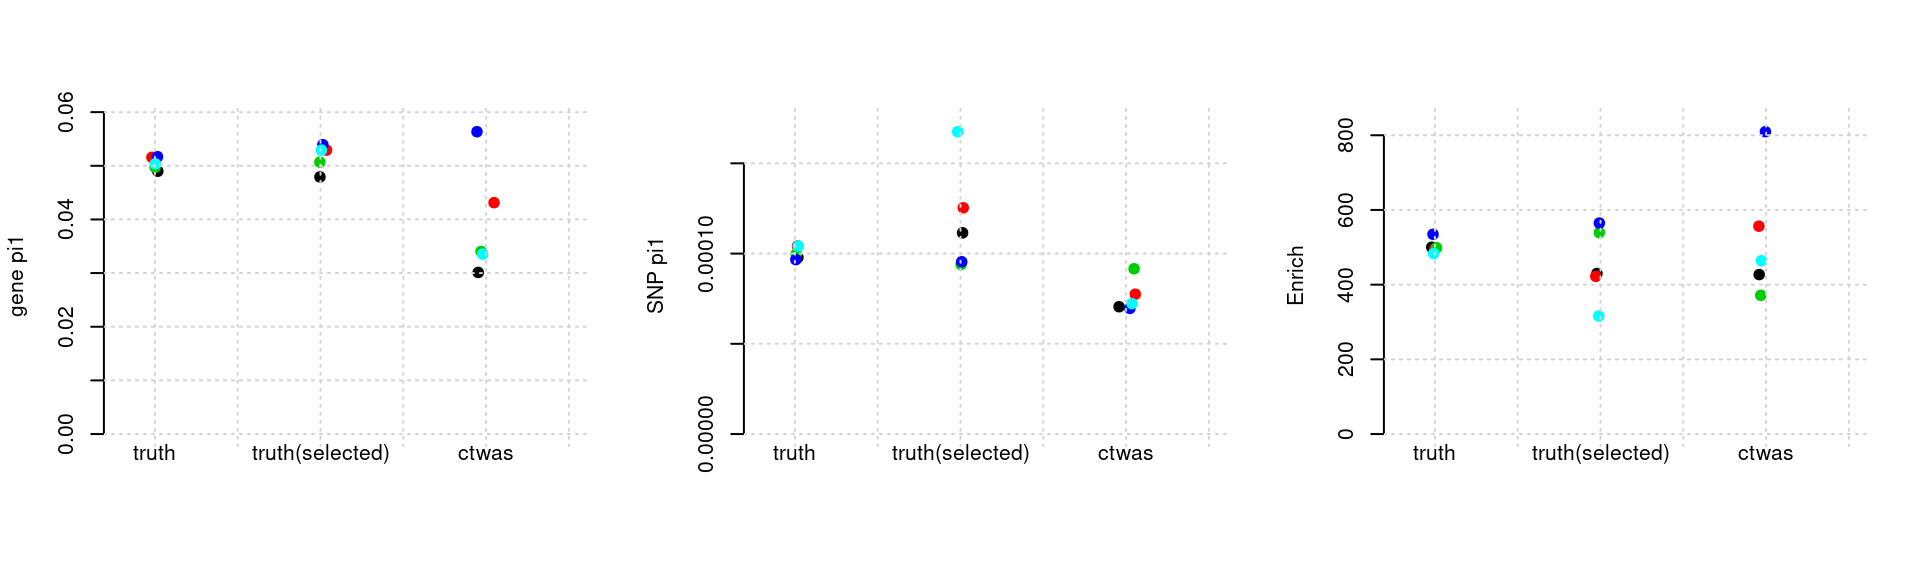 gene pi1
0.00
0.02
0.04
0.06
truth
truth(selected)
ctwas
SNP pi1
0.00000
0.00010
truth
truth(selected)
ctwas
Enrich
0
200
400
600
800
truth
truth(selected)
ctwas